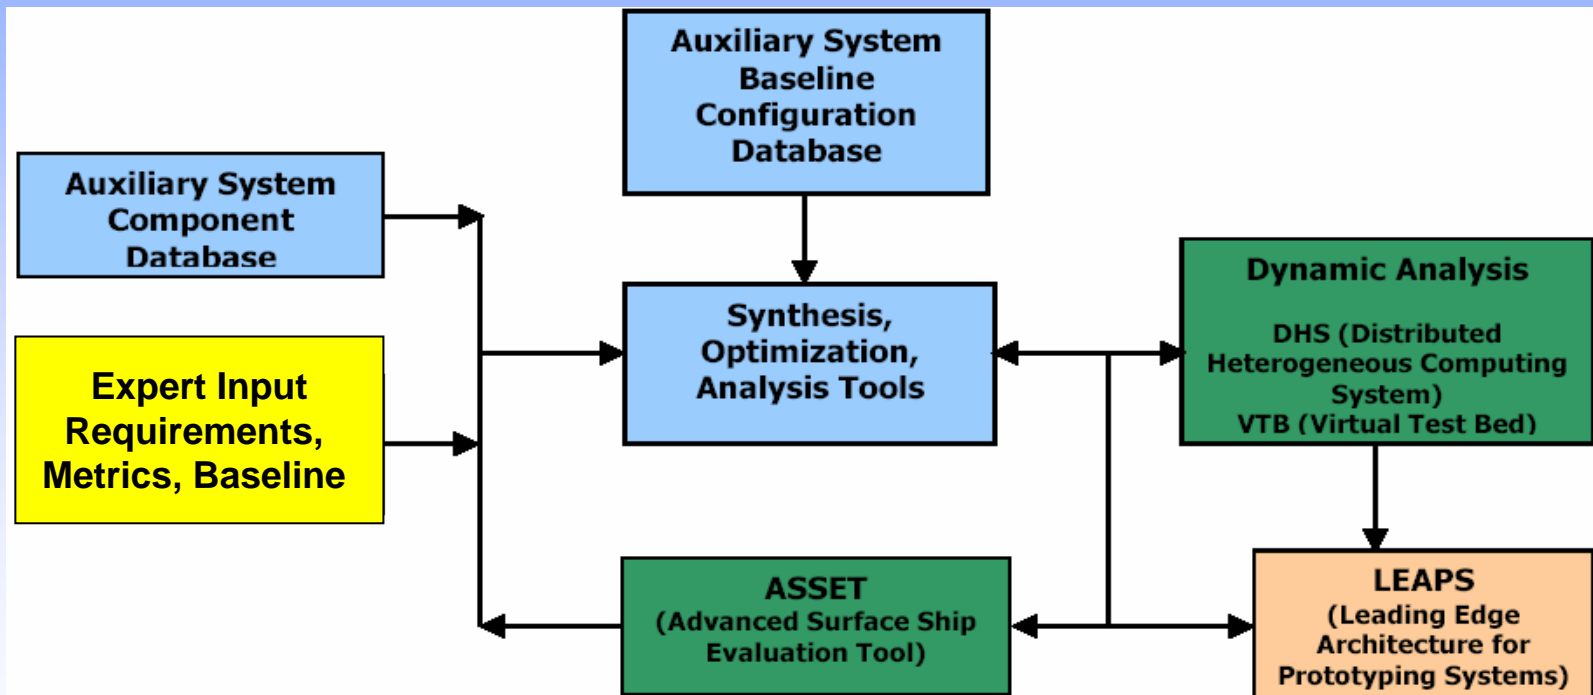 Auxiliary System
Baseline
Configuration
Database
Auxiliary System
Component
Database
Expert Input
Requirements,
Metrics, Baseline
Synthesis,
Optimization,
Analysis Tools
Dynamic Analysis
DHS (Distributed
Heterogeneous Computing
System)
VTB (Virtual Test Bed)
ASSET
(Advanced Surface Ship
Evaluation Tool)
LEAPS
(Leading Edge
Architecture for
Prototyping Systems)